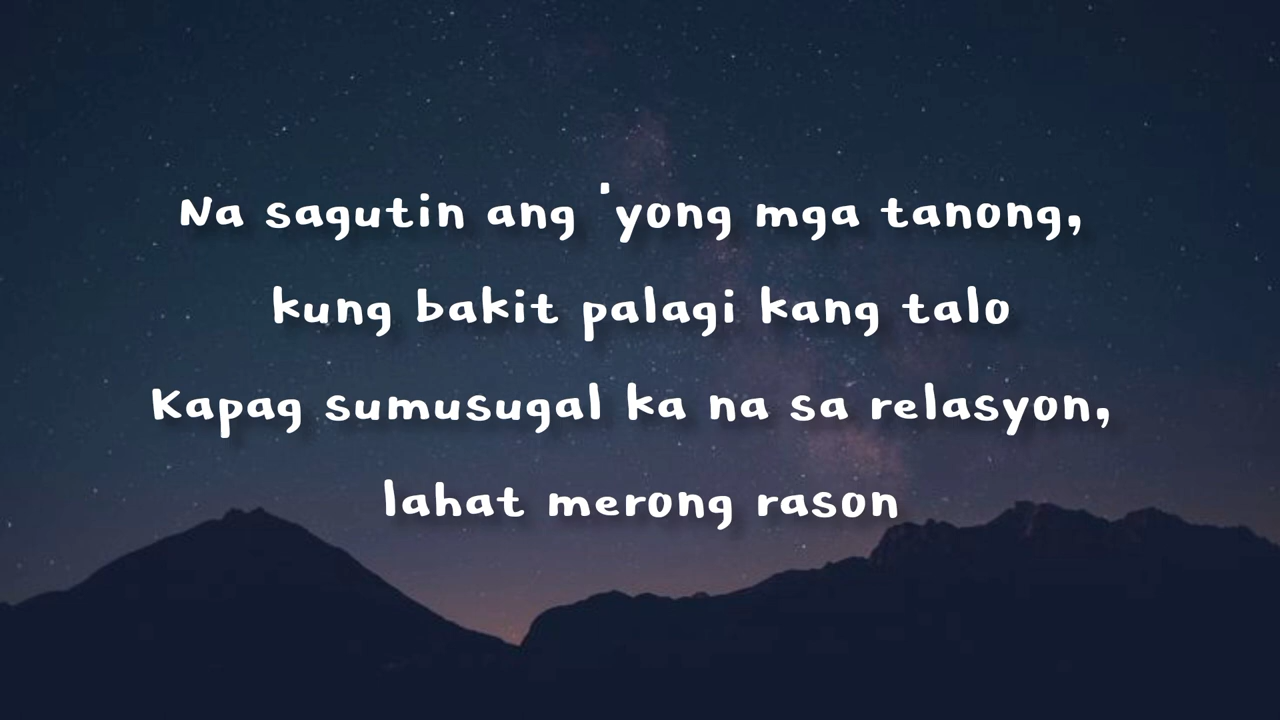 Na sagutin ang 'yong mga tanong,
kung bakit palagi kang talo
Kapag sumusugal ka na sa relasyon,
lahat merong rason